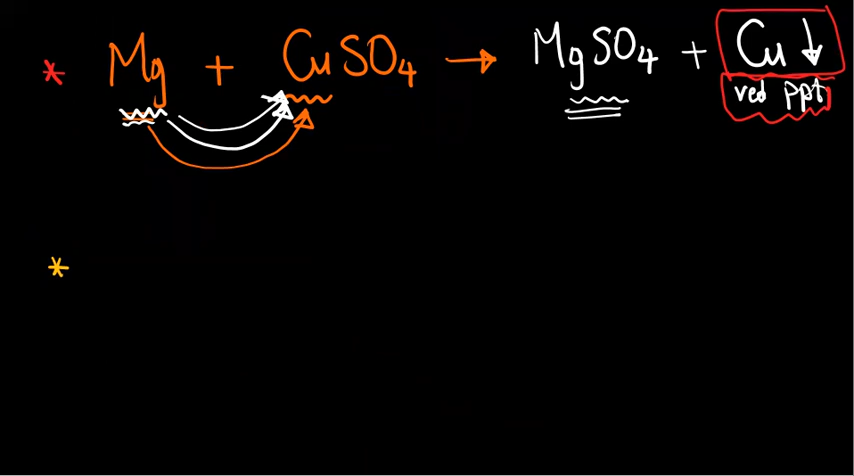 * Mg + CuSO4 → MgSO4 + Cu ↓
red ppt
*